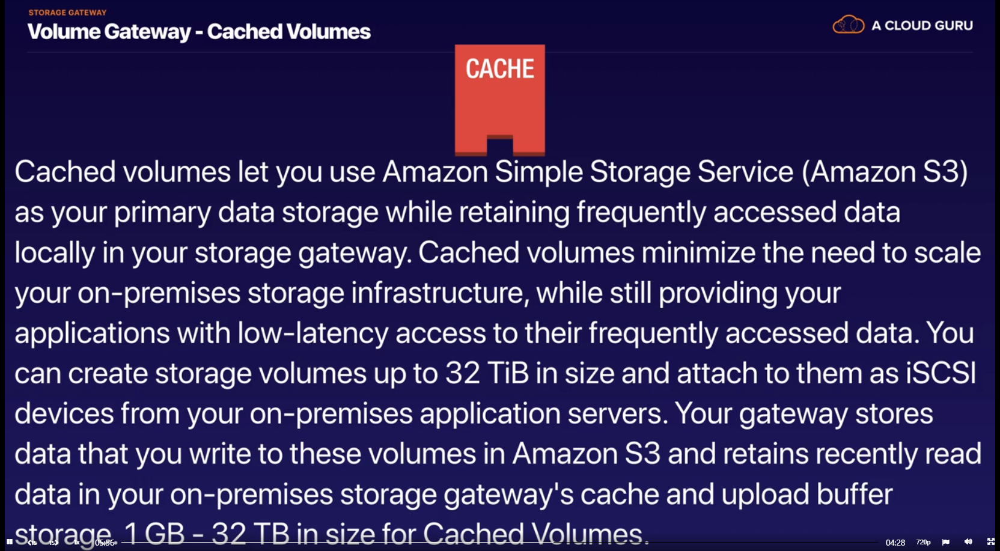 STORAGE GATEWAY
Volume Gateway - Cached Volumes
A CLOUD GURU
CACHE
Cached volumes let you use Amazon Simple Storage Service (Amazon S3)
as your primary data storage while retaining frequently accessed data
locally in your storage gateway. Cached volumes minimize the need to scale
your on-premises storage infrastructure, while still providing your
applications with low-latency access to their frequently accessed data. You
can create storage volumes up to 32 TiB in size and attach to them as iSCSI
devices from your on-premises application servers. Your gateway stores
data that you write to these volumes in Amazon S3 and retains recently read
data in your on-premises storage gateway's cache and upload buffer
storage. 1 GB - 32 TB in size for Cached Volumes.
15 15 1x 05:56 04:28 720p